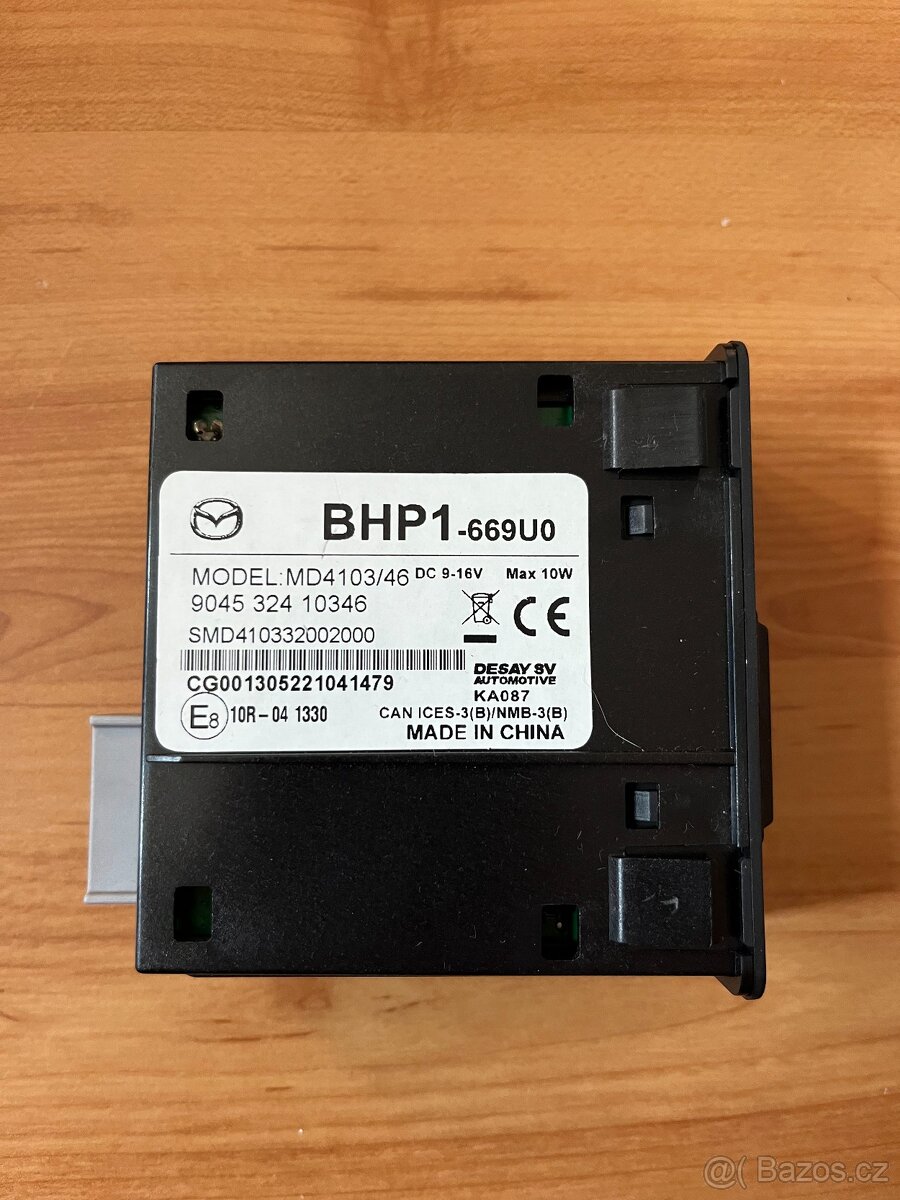 BHP1-669U0
MODEL:MD4103/46 DC 9-16V Max 10W
9045 324 10346
SMD410332002000
CG001305221041479
DESAY SV
AUTOMOTIVE
KA087
E8 10R-04 1330
CAN ICES-3(B)/NMB-3(B)
MADE IN CHINA
@( Bazos.cz